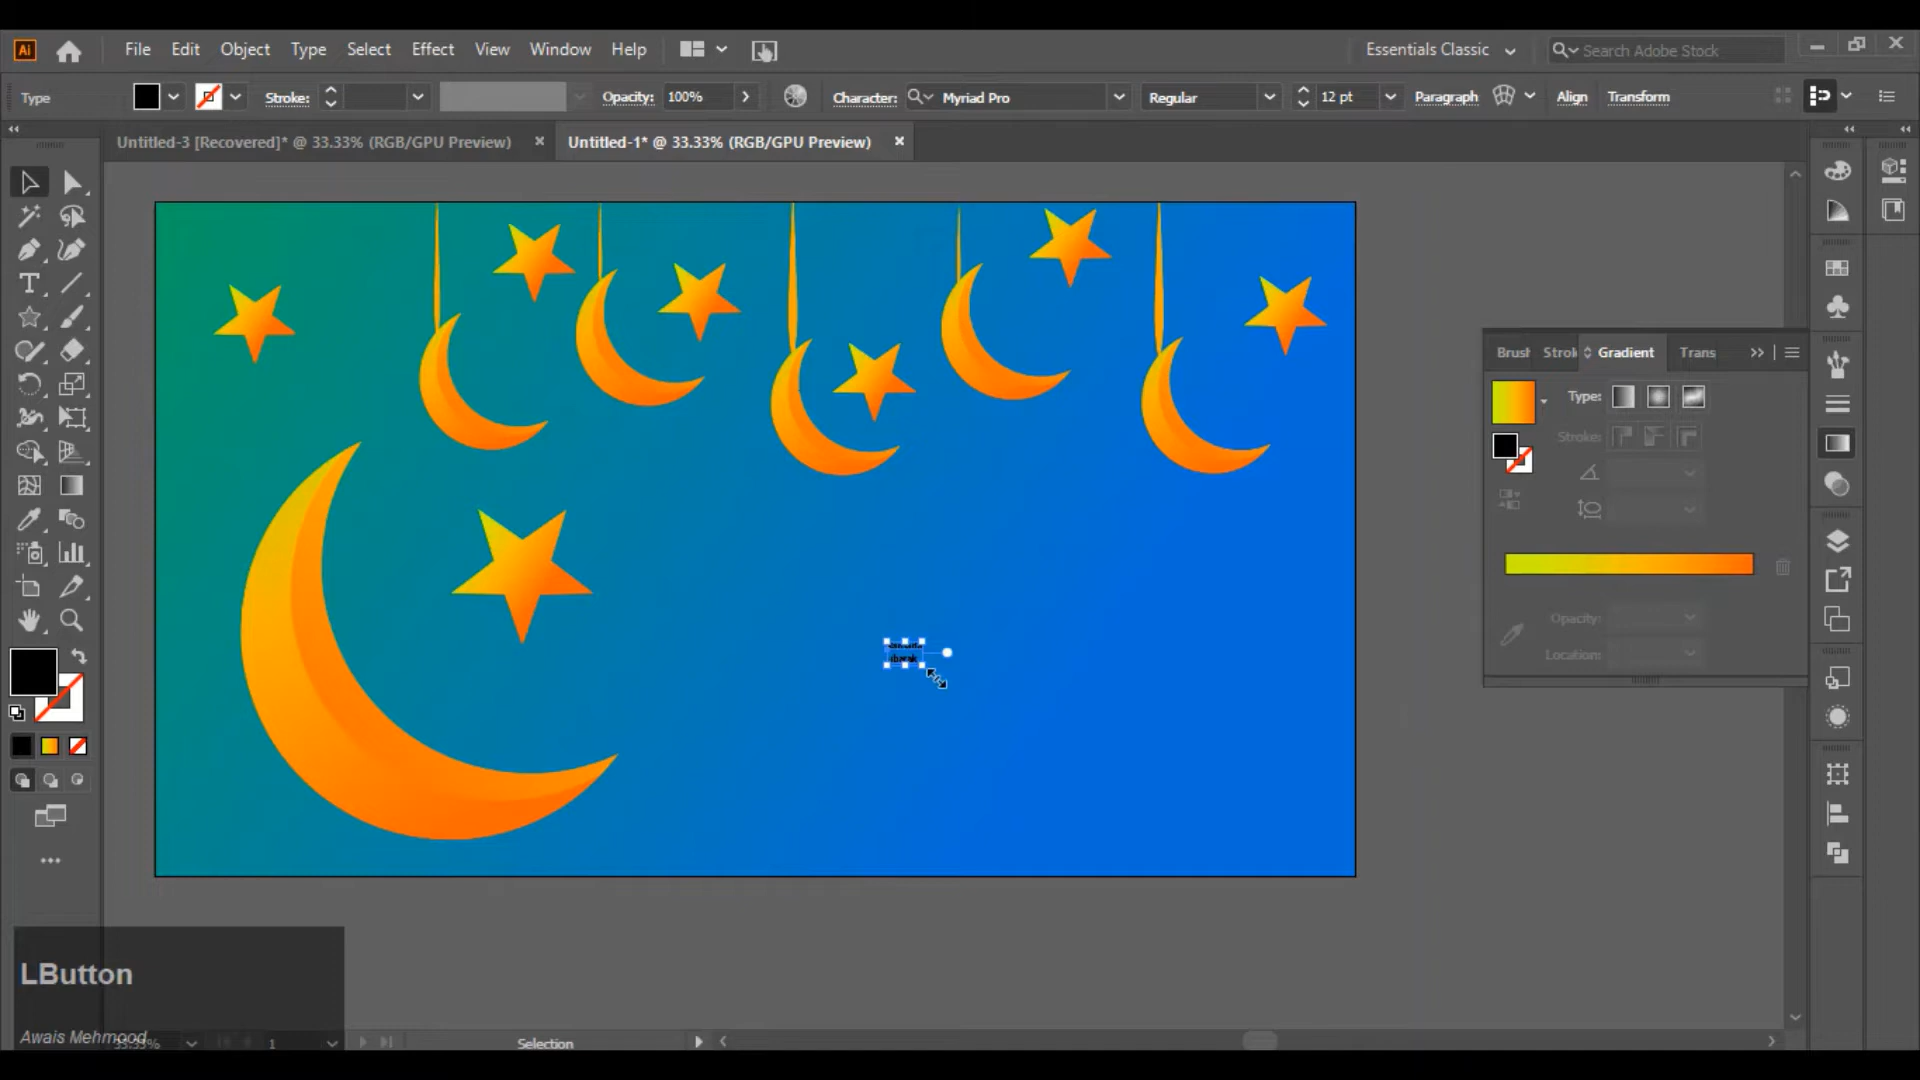 Ai File Edit Object Type Select Effect View Window Help Essentials Classic Search Adobe Stock
Type Stroke: Opacity: 100% Character: Myriad Pro Regular 12 pt Paragraph Align Transform
Untitled-3 [Recovered]* @ 33.33% (RGB/GPU Preview) Untitled-1* @ 33.33% (RGB/GPU Preview)
Brush Strok Gradient Trans
Type:
Stroke:
Opacity:
Location:
LButton
Awais Mehmood
33.33% 1 Selection